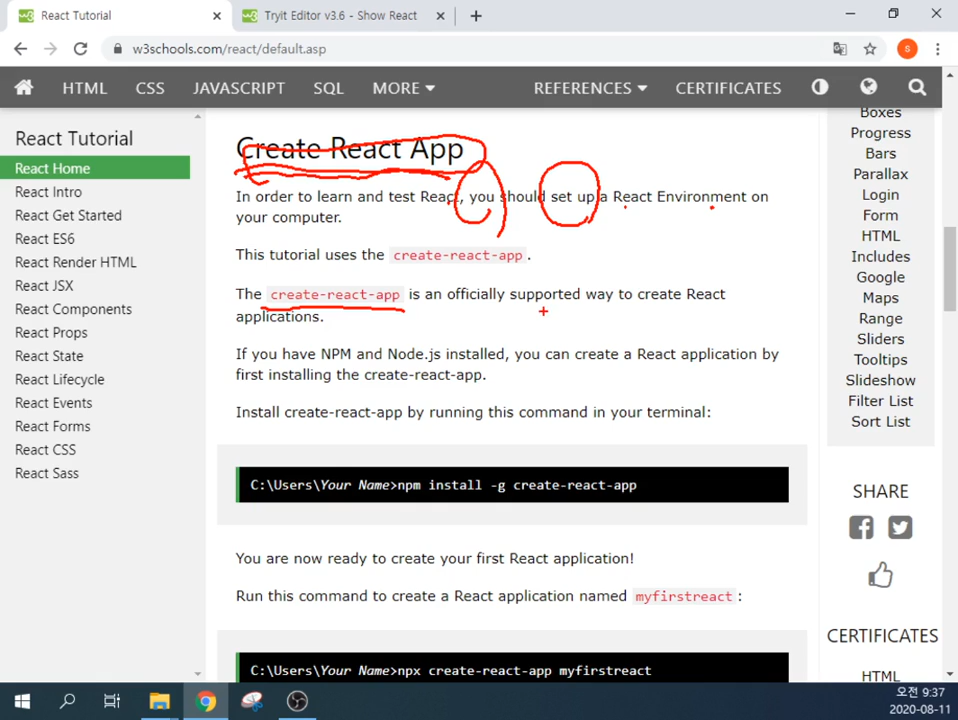 React Tutorial
Tryit Editor v3.6 - Show React
w3schools.com/react/default.asp
s
HTML
CSS
JAVASCRIPT
SQL
MORE
REFERENCES
CERTIFICATES
React Tutorial
React Home
React Intro
React Get Started
React ES6
React Render HTML
React JSX
React Components
React Props
React State
React Lifecycle
React Events
React Forms
React CSS
React Sass
Create React App
In order to learn and test React, you should set up a React Environment on
your computer.
This tutorial uses the create-react-app.
The create-react-app is an officially supported way to create React
applications.
If you have NPM and Node.js installed, you can create a React application by
first installing the create-react-app.
Install create-react-app by running this command in your terminal:
C:\Users\Your Name>npm install -g create-react-app
You are now ready to create your first React application!
Run this command to create a React application named myfirstreact:
C:\Users\Your Name>npx create-react-app myfirstreact
Boxes
Progress
Bars
Parallax
Login
Form
HTML
Includes
Google
Maps
Range
Sliders
Tooltips
Slideshow
Filter List
Sort List
SHARE
CERTIFICATES
HTML
오전 9:37
2020-08-11